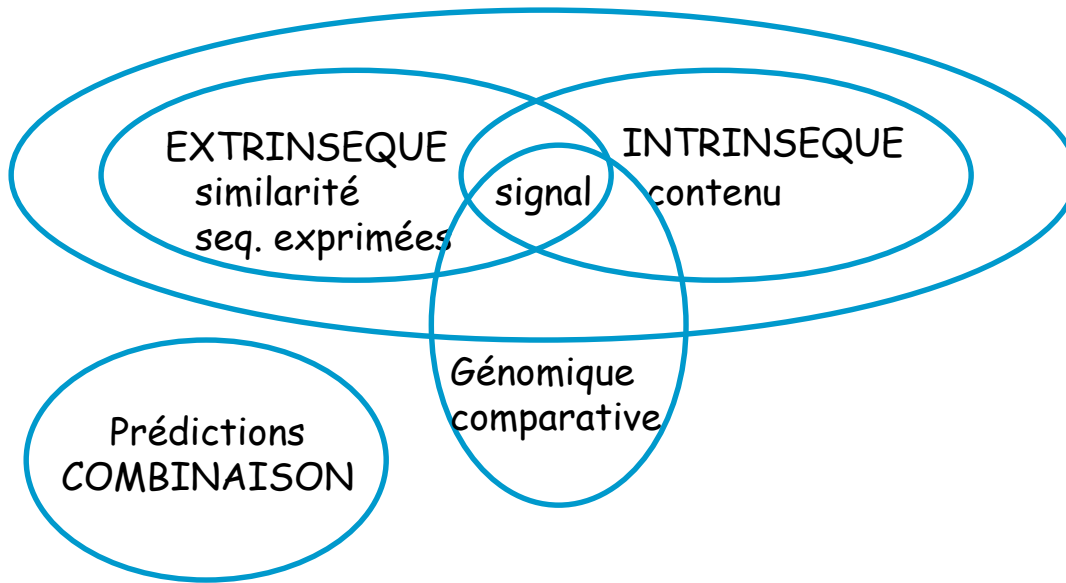 EXTRINSEQUE
similarité
seq. exprimées
signal
INTRINSEQUE
contenu
Génomique
comparative
Prédictions
COMBINAISON